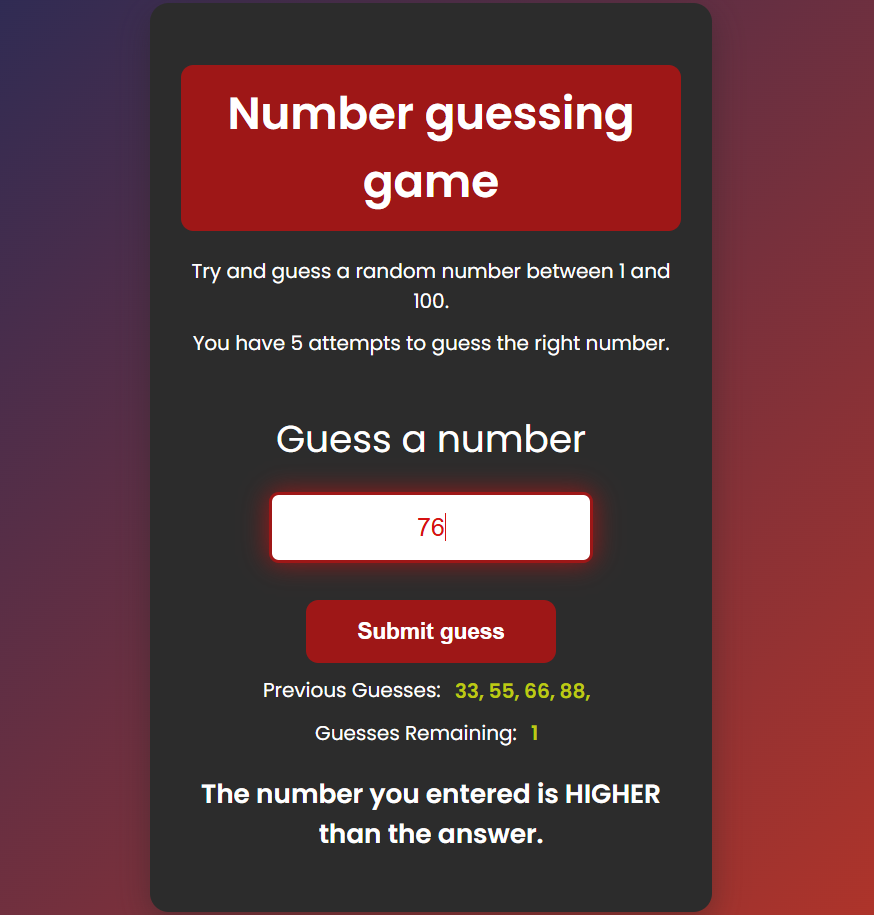 Number guessing
game
Try and guess a random number between 1 and
100.
You have 5 attempts to guess the right number.
Guess a number
76
Submit guess
Previous Guesses: 33, 55, 66, 88,
Guesses Remaining: 1
The number you entered is HIGHER
than the answer.